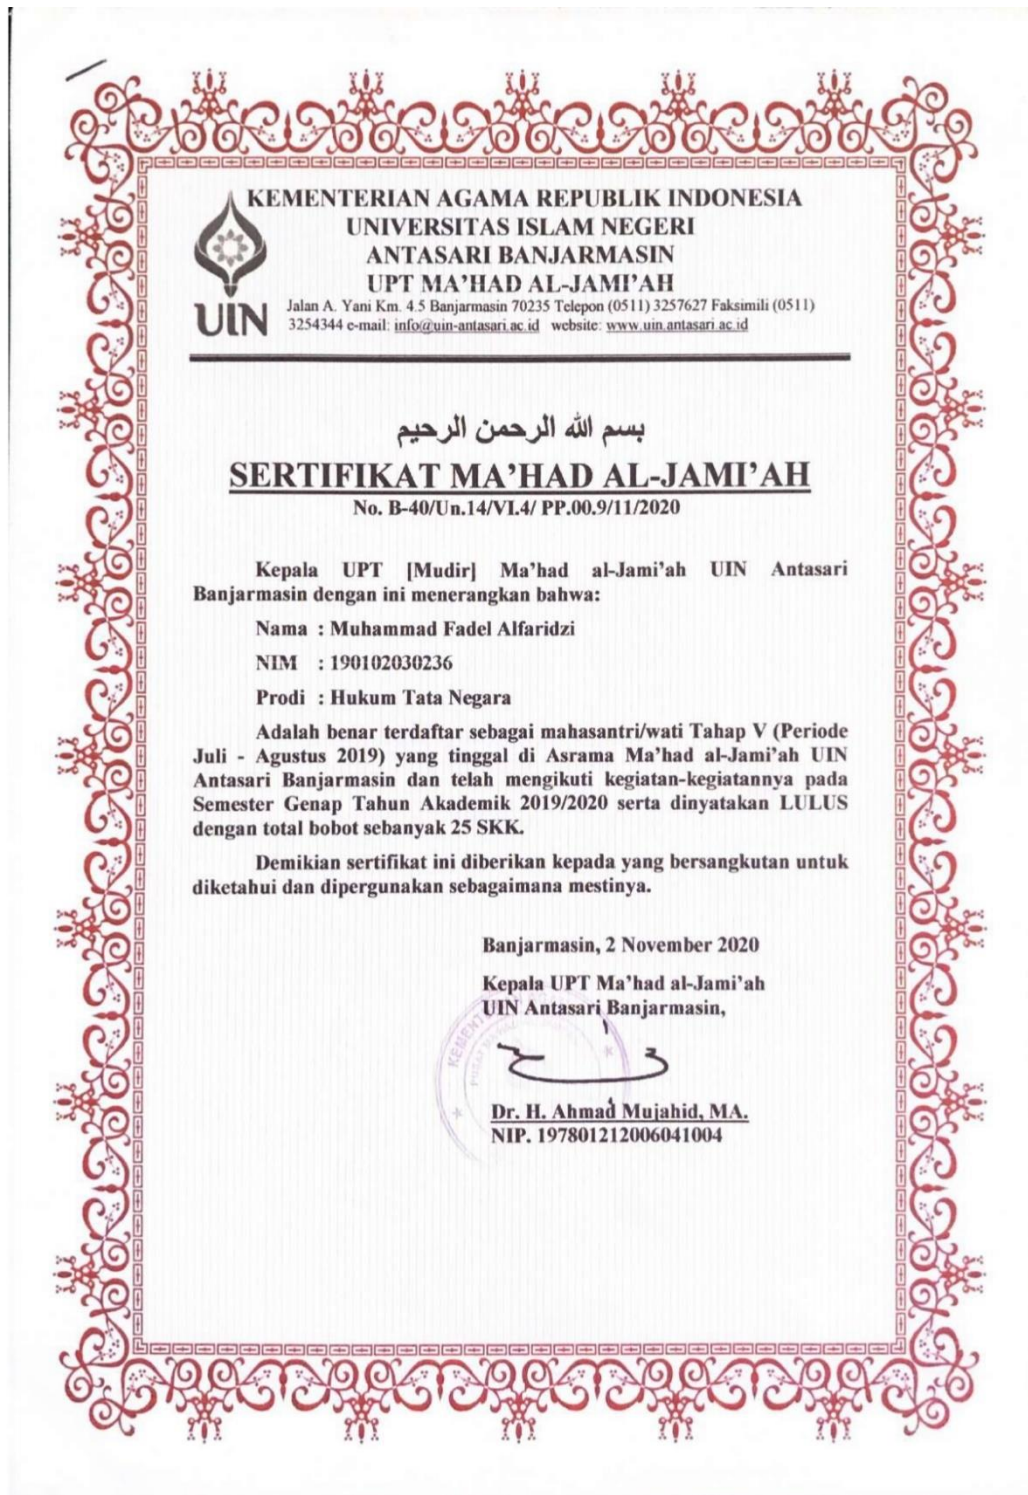 KEMENTERIAN AGAMA REPUBLIK INDONESIA
UNIVERSITAS ISLAM NEGERI
ANTASARI BANJARMASIN
UPT MA'HAD AL-JAMI'AH
Jalan A. Yani Km. 4.5 Banjarmasin 70235 Telepon (0511) 3257627 Faksimili (0511)
3254344 e-mail: info@uin-antasari.ac.id website: www.uin.antasari.ac.id
UIN
بسم الله الرحمن الرحيم
SERTIFIKAT MA'HAD AL-JAMI'AH
No. B-40/Un.14/VI.4/ PP.00.9/11/2020
Kepala UPT [Mudir] Ma'had al-Jami'ah UIN Antasari
Banjarmasin dengan ini menerangkan bahwa:
Nama : Muhammad Fadel Alfaridzi
NIM : 190102030236
Prodi : Hukum Tata Negara
Adalah benar terdaftar sebagai mahasantri/wati Tahap V (Periode
Juli - Agustus 2019) yang tinggal di Asrama Ma'had al-Jami'ah UIN
Antasari Banjarmasin dan telah mengikuti kegiatan-kegiatannya pada
Semester Genap Tahun Akademik 2019/2020 serta dinyatakan LULUS
dengan total bobot sebanyak 25 SKK.
Demikian sertifikat ini diberikan kepada yang bersangkutan untuk
diketahui dan dipergunakan sebagaimana mestinya.
Banjarmasin, 2 November 2020
Kepala UPT Ma'had al-Jami'ah
UIN Antasari Banjarmasin,
Dr. H. Ahmad Mujahid, MA.
NIP. 197801212006041004